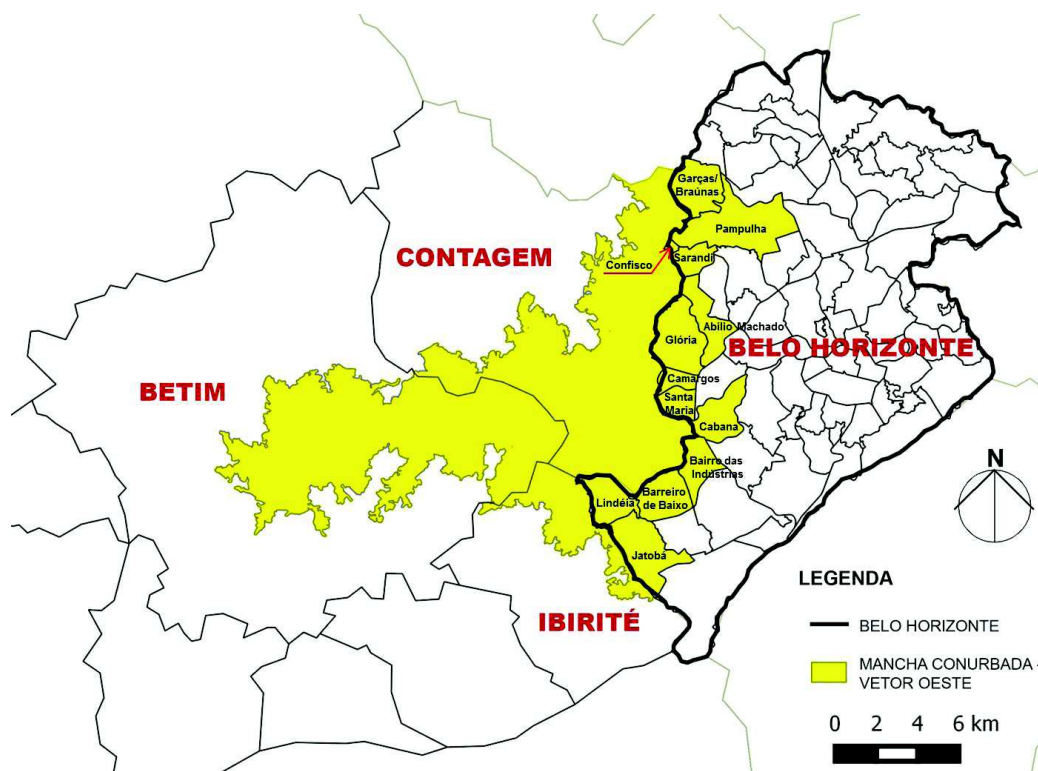 Garças/
Braúnas
Pampulha
CONTAGEM
Confisco
Sarandi
Abílio Machado
Glória
BELO HORIZONTE
BETIM
Camargos
Santa
Maria
Cabana
Bairro das
Indústrias
N
Lindéia
Barreiro
de Baixo
Jatobá
LEGENDA
IBIRITÉ
BELO HORIZONTE
MANCHA CONURBADA -
VETOR OESTE
0 2 4 6 km